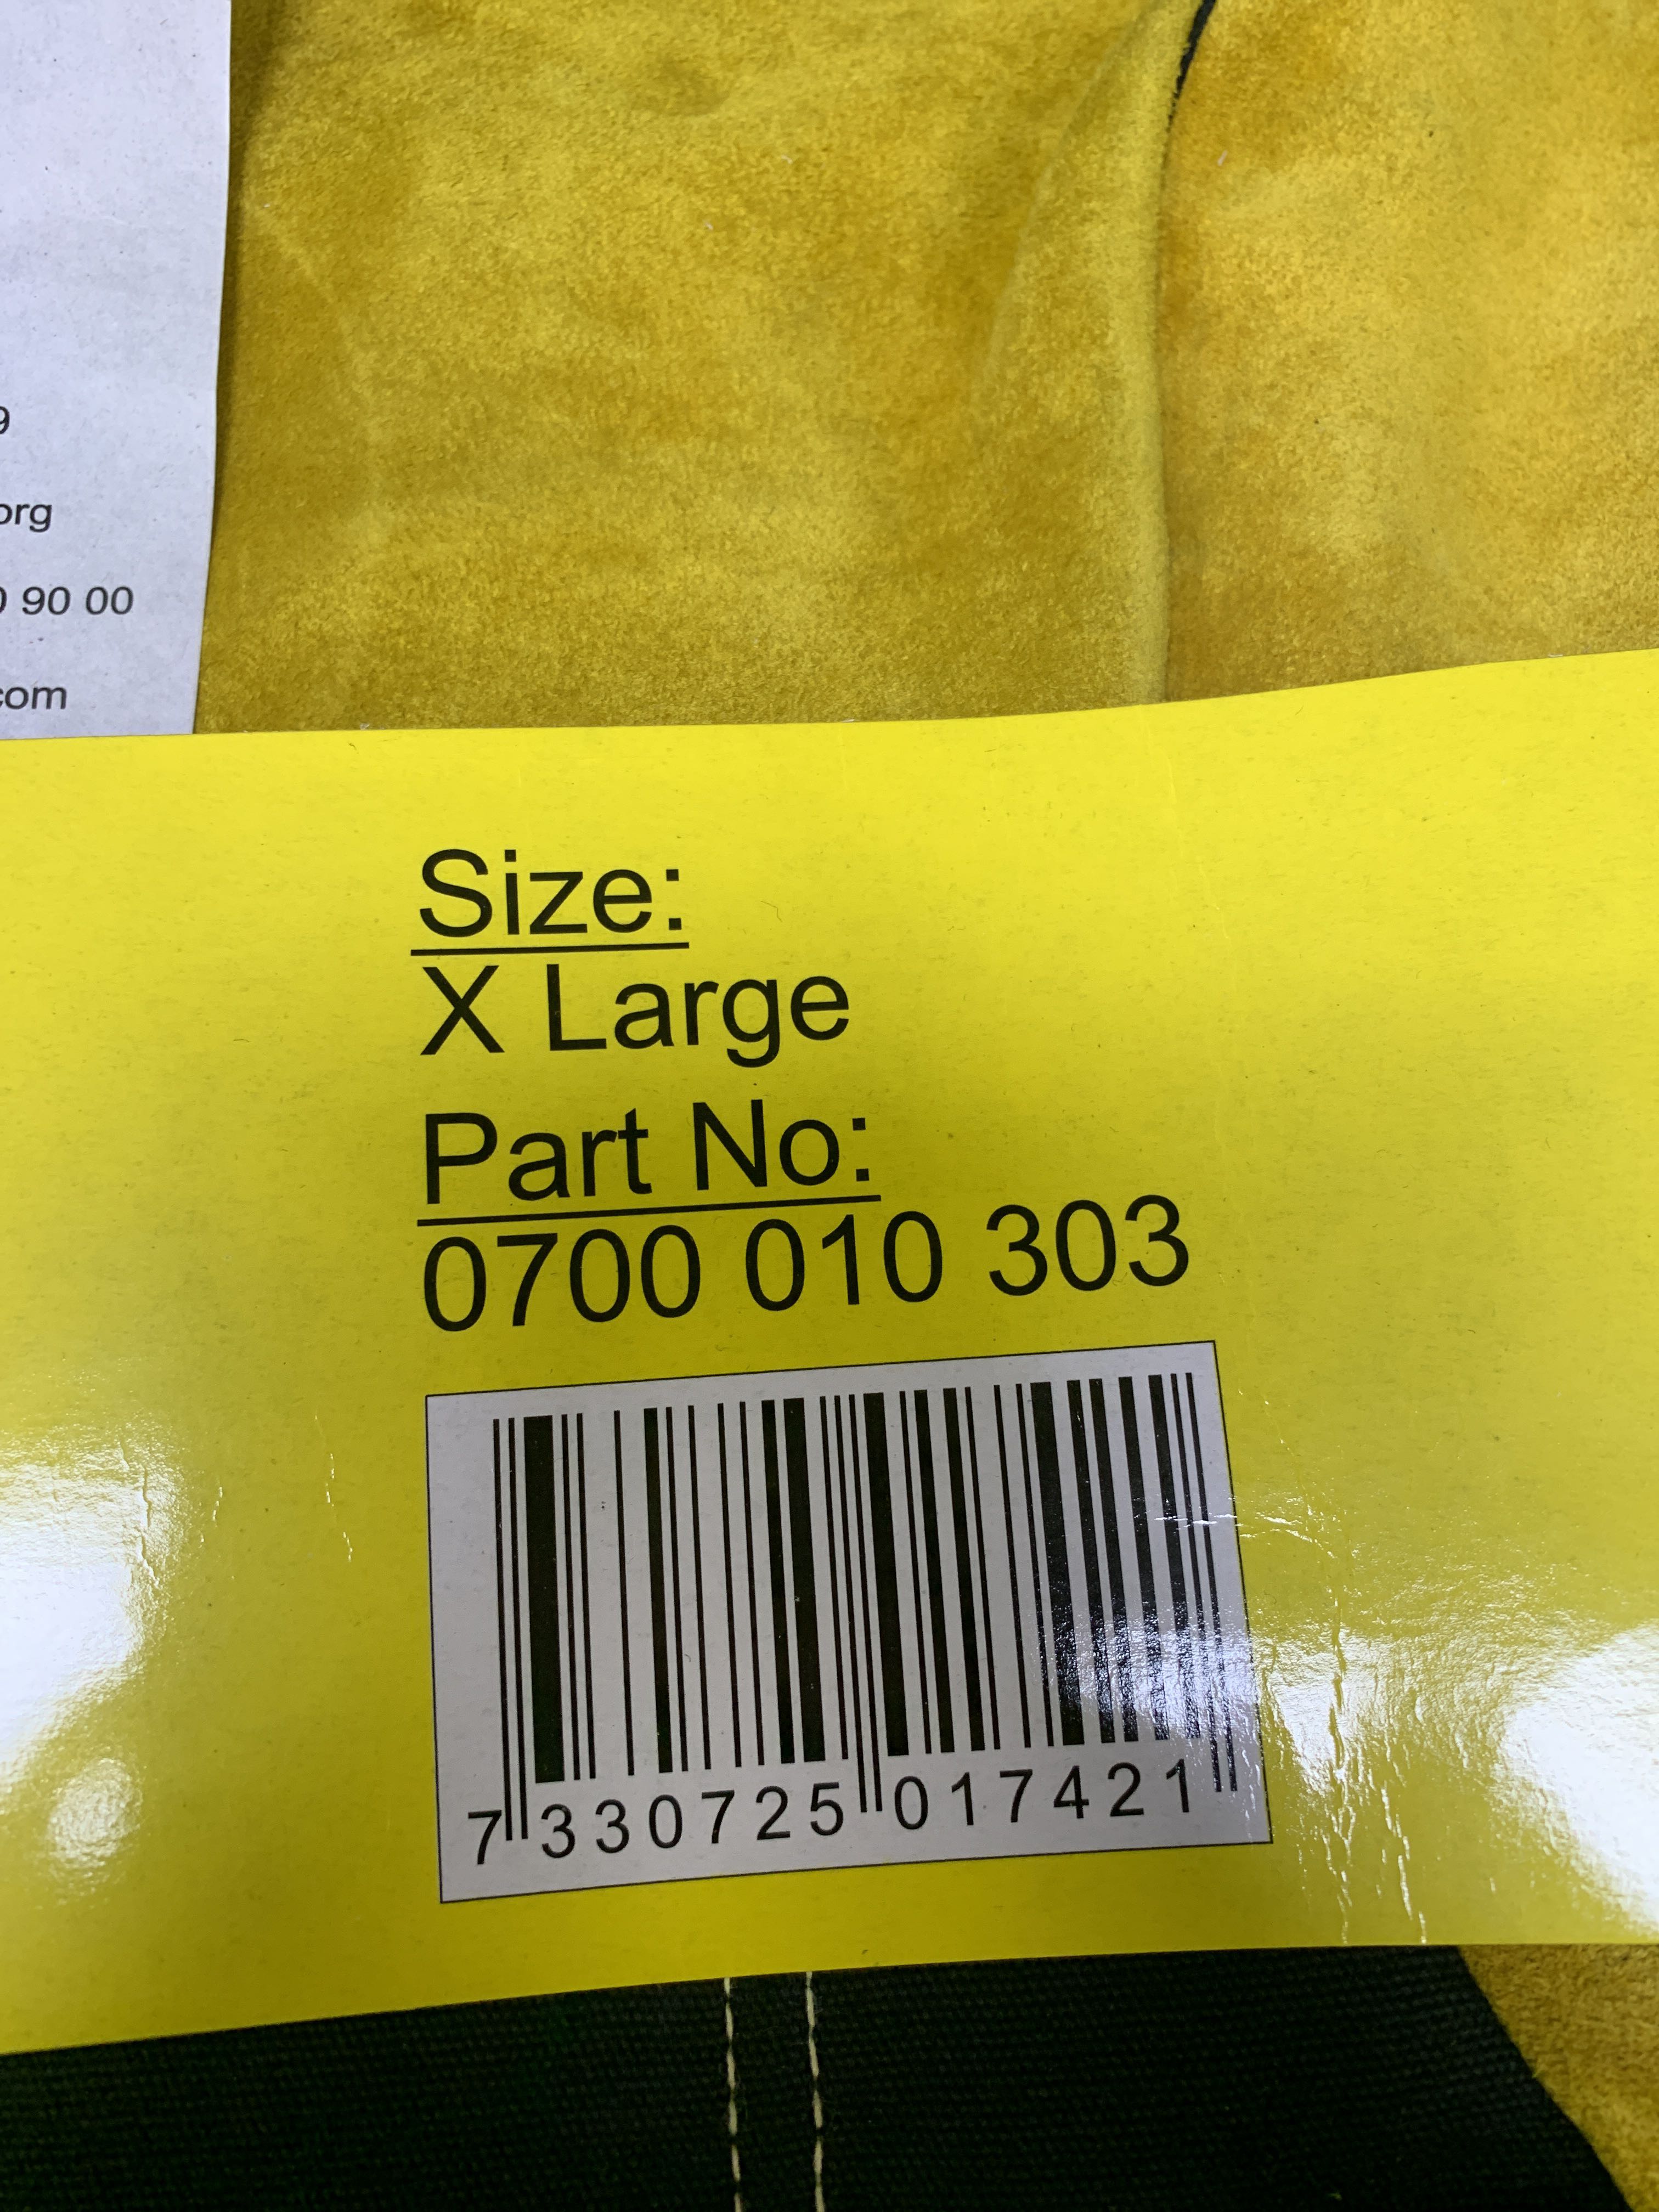 9
org
90 00
com
Size:
X Large
Part No:
0700 010 303
7 330725 017421